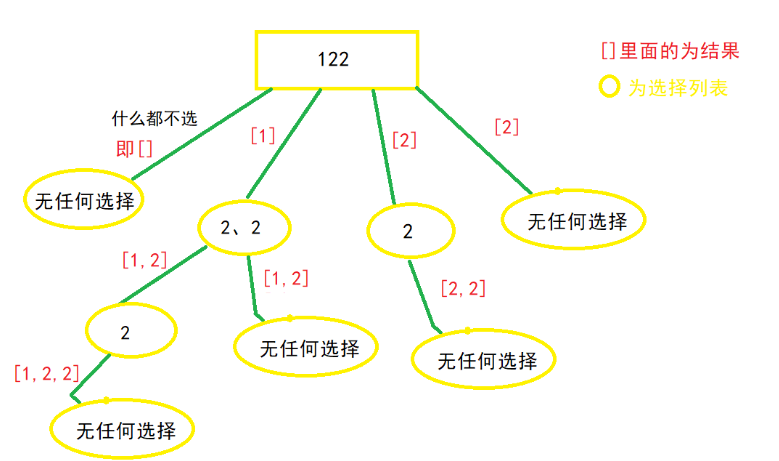 122
[]里面的为结果
为选择列表
什么都不选
即[]
[1]
[2]
[2]
无任何选择
2、2
2
无任何选择
[1,2]
[1,2]
[2,2]
2
无任何选择
无任何选择
[1,2,2]
无任何选择